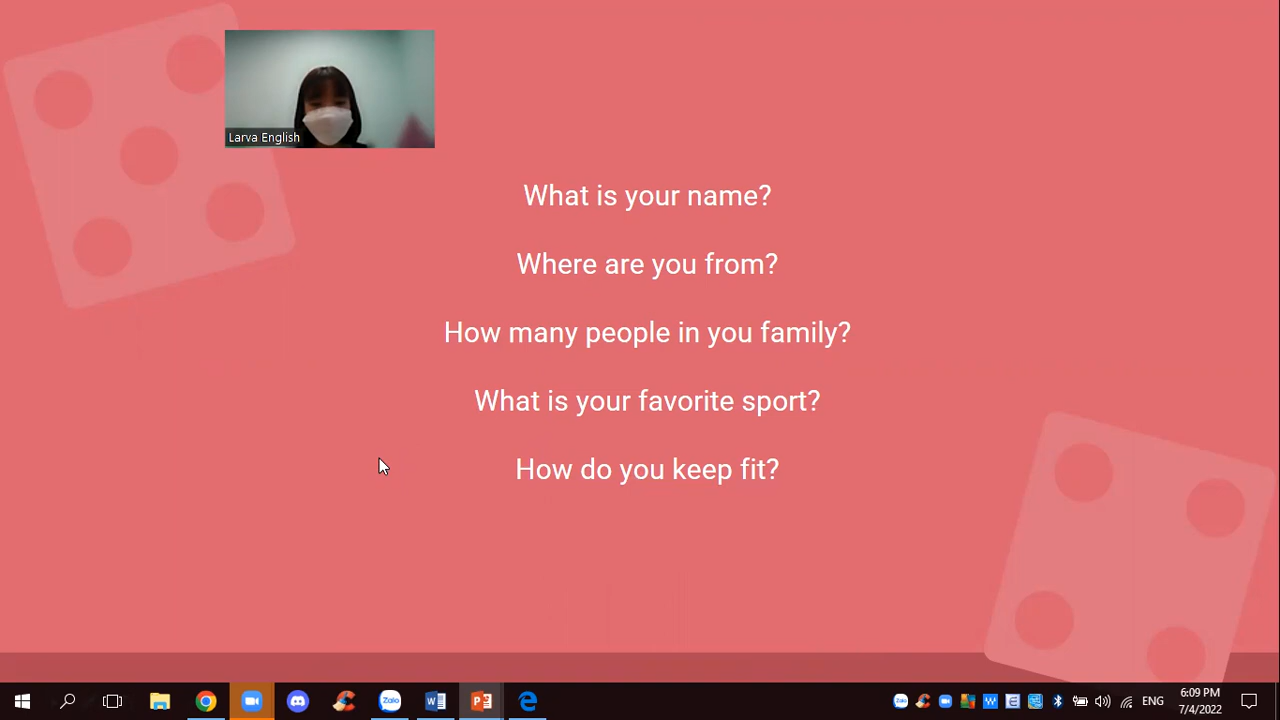 Larva English
What is your name?
Where are you from?
How many people in you family?
What is your favorite sport?
How do you keep fit?
Zalo
ENG
6:09 PM
7/4/2022